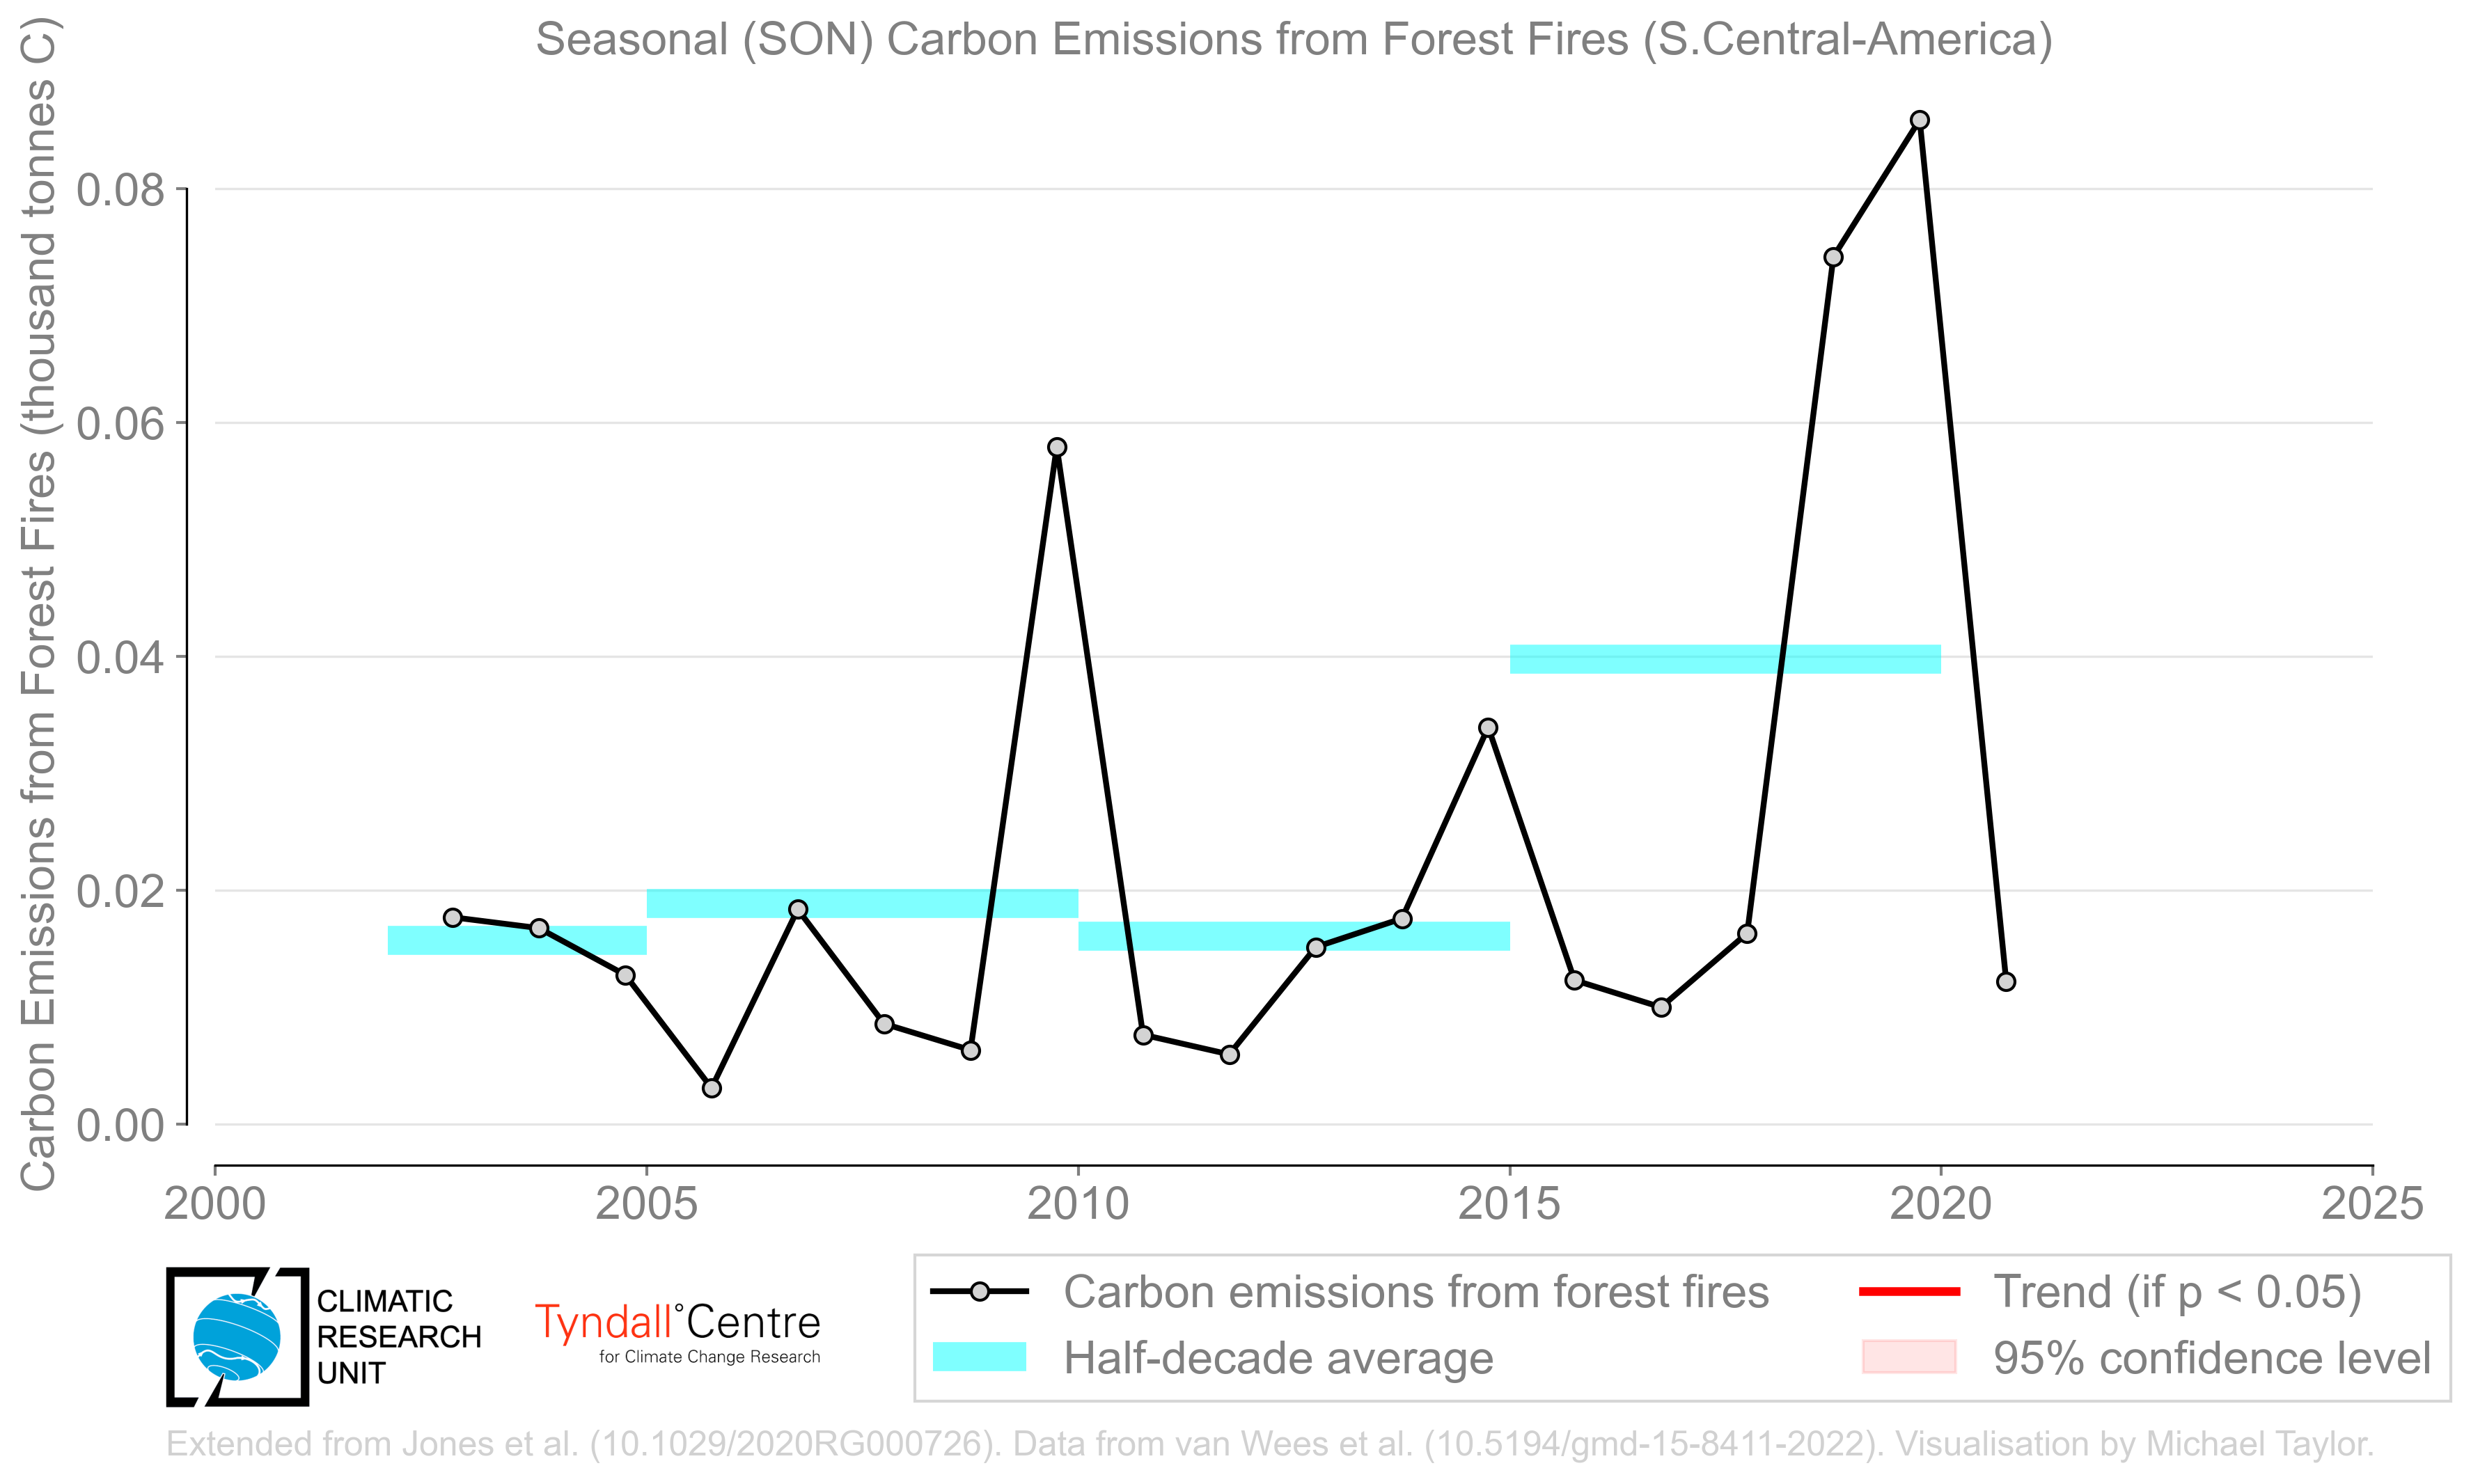 Seasonal (SON) Carbon Emissions from Forest Fires (S.Central-America)
Carbon Emissions from Forest Fires (thousand tonnes C)
0.08
0.06
0.04
0.02
0.00
2000 2005 2010 2015 2020 2025
CLIMATIC
RESEARCH
UNIT
Tyndall°Centre
for Climate Change Research
Carbon emissions from forest fires
Half-decade average
Trend (if p < 0.05)
95% confidence level
Extended from Jones et al. (10.1029/2020RG000726). Data from van Wees et al. (10.5194/gmd-15-8411-2022). Visualisation by Michael Taylor.